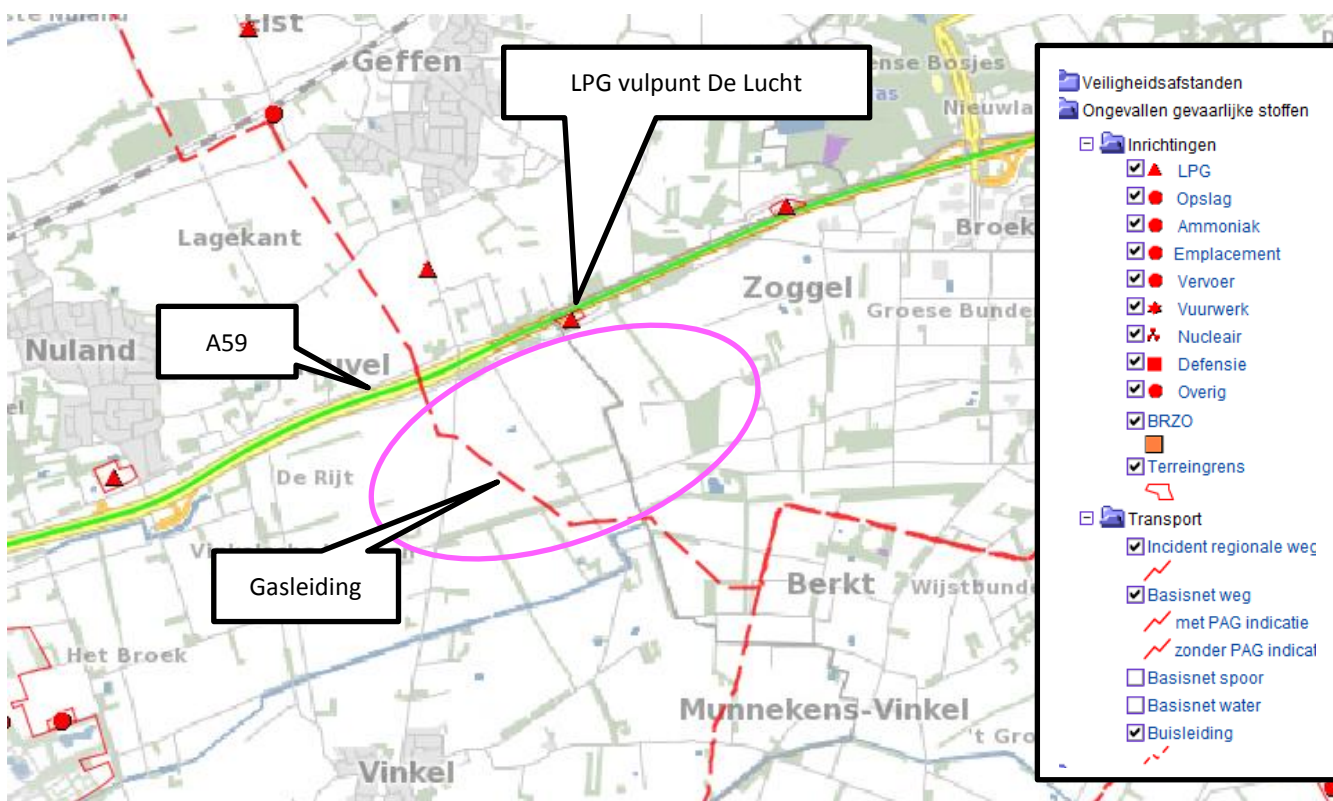 ste Nuland
Elst
Geffen
LPG vulpunt De Lucht
Nieuwla
Lagekant
Zoggel
Broek
Groese Bunde
A59
Nuland
De Rijt
Gasleiding
Berkt
Wijstbunde
Het Broek
Munnekens-Vinkel
't Gro
Vinkel
Veiligheidsafstanden
Ongevallen gevaarlijke stoffen
Inrichtingen
LPG
Opslag
Ammoniak
Emplacement
Vervoer
Vuurwerk
Nucleair
Defensie
Overig
BRZO
Terreingrens
Transport
Incident regionale weg
Basisnet weg
met PAG indicatie
zonder PAG indicat
Basisnet spoor
Basisnet water
Buisleiding